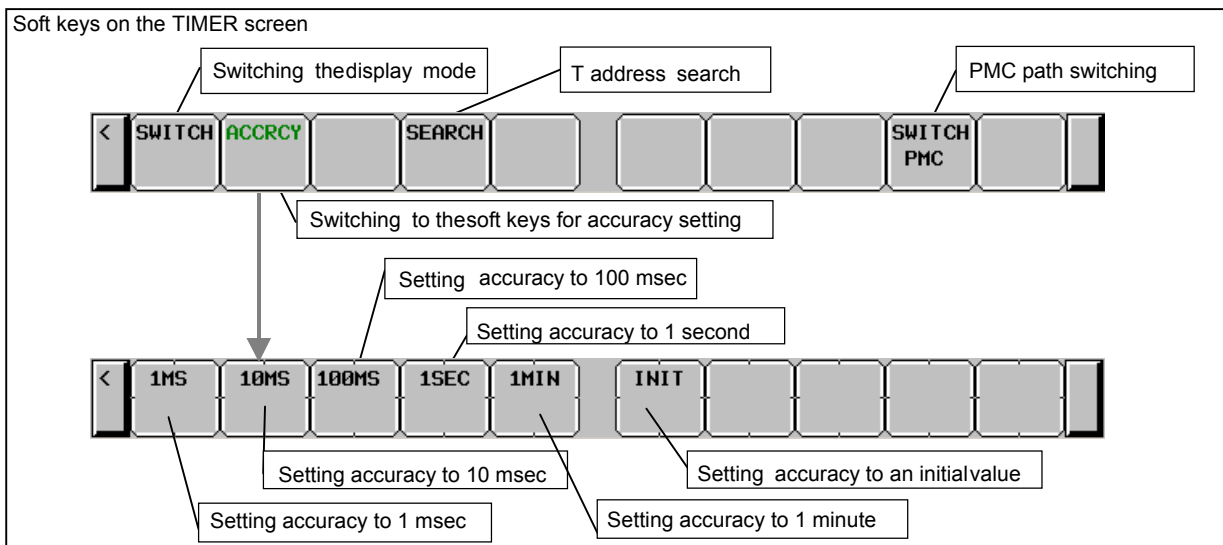 Soft keys on the TIMER screen
Switching thedisplay mode
T address search
PMC path switching
< SWITCH ACCRCY SEARCH SWITCH PMC
Switching to thesoft keys for accuracy setting
Setting accuracy to 100 msec
Setting accuracy to 1 second
< 1MS 10MS 100MS 1SEC 1MIN INIT
Setting accuracy to 10 msec
Setting accuracy to an initialvalue
Setting accuracy to 1 msec
Setting accuracy to 1 minute